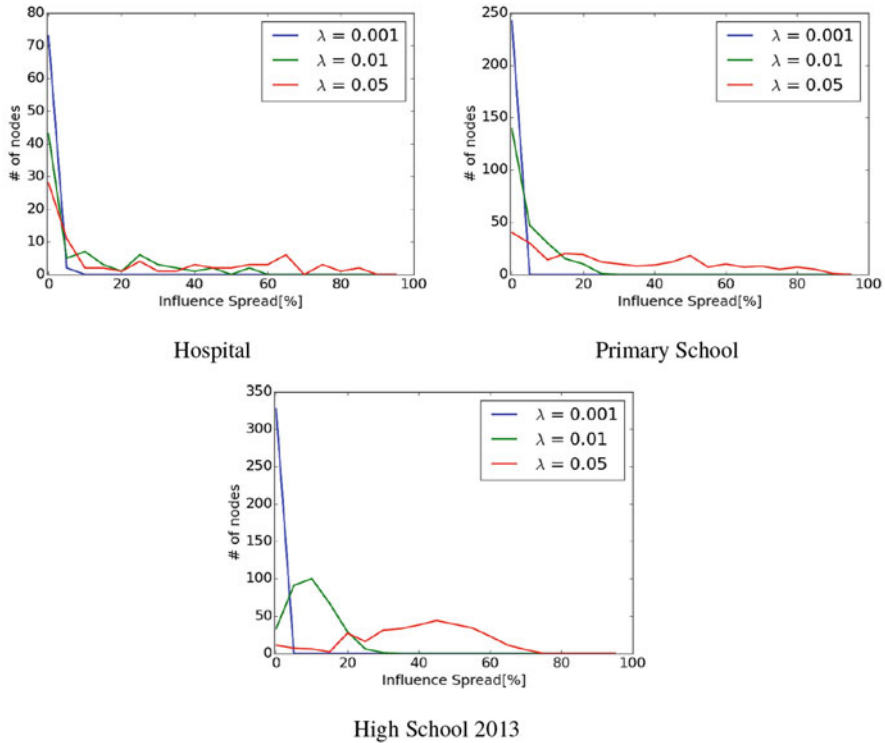 80
70
60
50
40
30
20
10
0
# of nodes
λ = 0.001
λ = 0.01
λ = 0.05
0 20 40 60 80 100
Influence Spread[%]
Hospital
250
200
150
100
50
0
# of nodes
λ = 0.001
λ = 0.01
λ = 0.05
0 20 40 60 80 100
Influence Spread[%]
Primary School
350
300
250
200
150
100
50
0
# of nodes
λ = 0.001
λ = 0.01
λ = 0.05
0 20 40 60 80 100
Influence Spread[%]
High School 2013